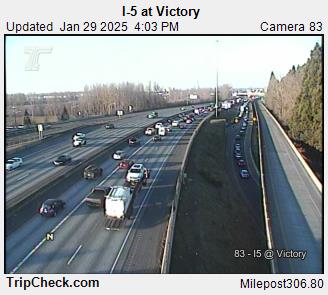 I-5 at Victory
Updated  Jan 29 2025  4:03 PM
Camera 83
N
83 - I5 @ Victory
TripCheck.com
Milepost306.80